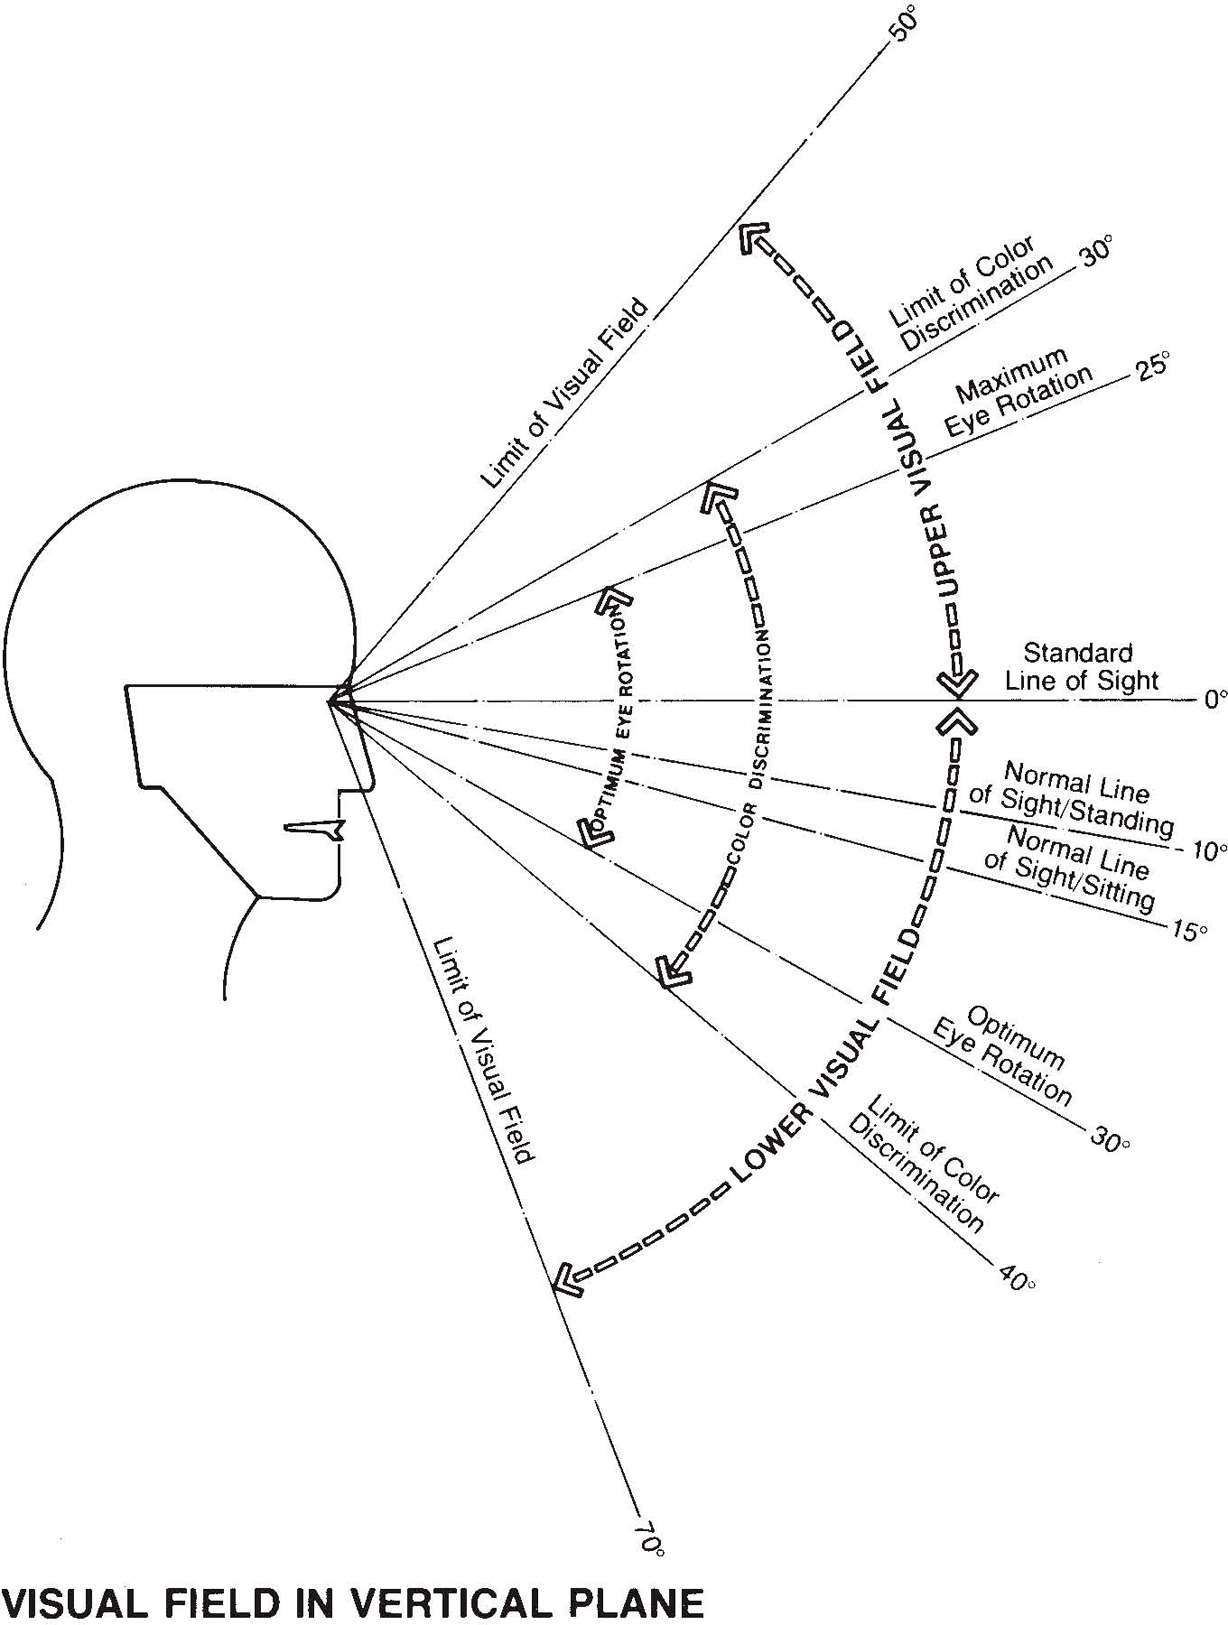 50°
Limit of Visual Field
Limit of Color
Discrimination
30°
Maximum
Eye Rotation
25°
UPPER VISUAL FIELD
OPTIMUM EYE ROTATION
COLOR DISCRIMINATION
Standard
Line of Sight
0°
Normal Line
of Sight/Standing
10°
Normal Line
of Sight/Sitting
15°
LOWER VISUAL FIELD
Optimum
Eye Rotation
30°
Limit of Color
Discrimination
40°
Limit of Visual Field
70°
VISUAL FIELD IN VERTICAL PLANE